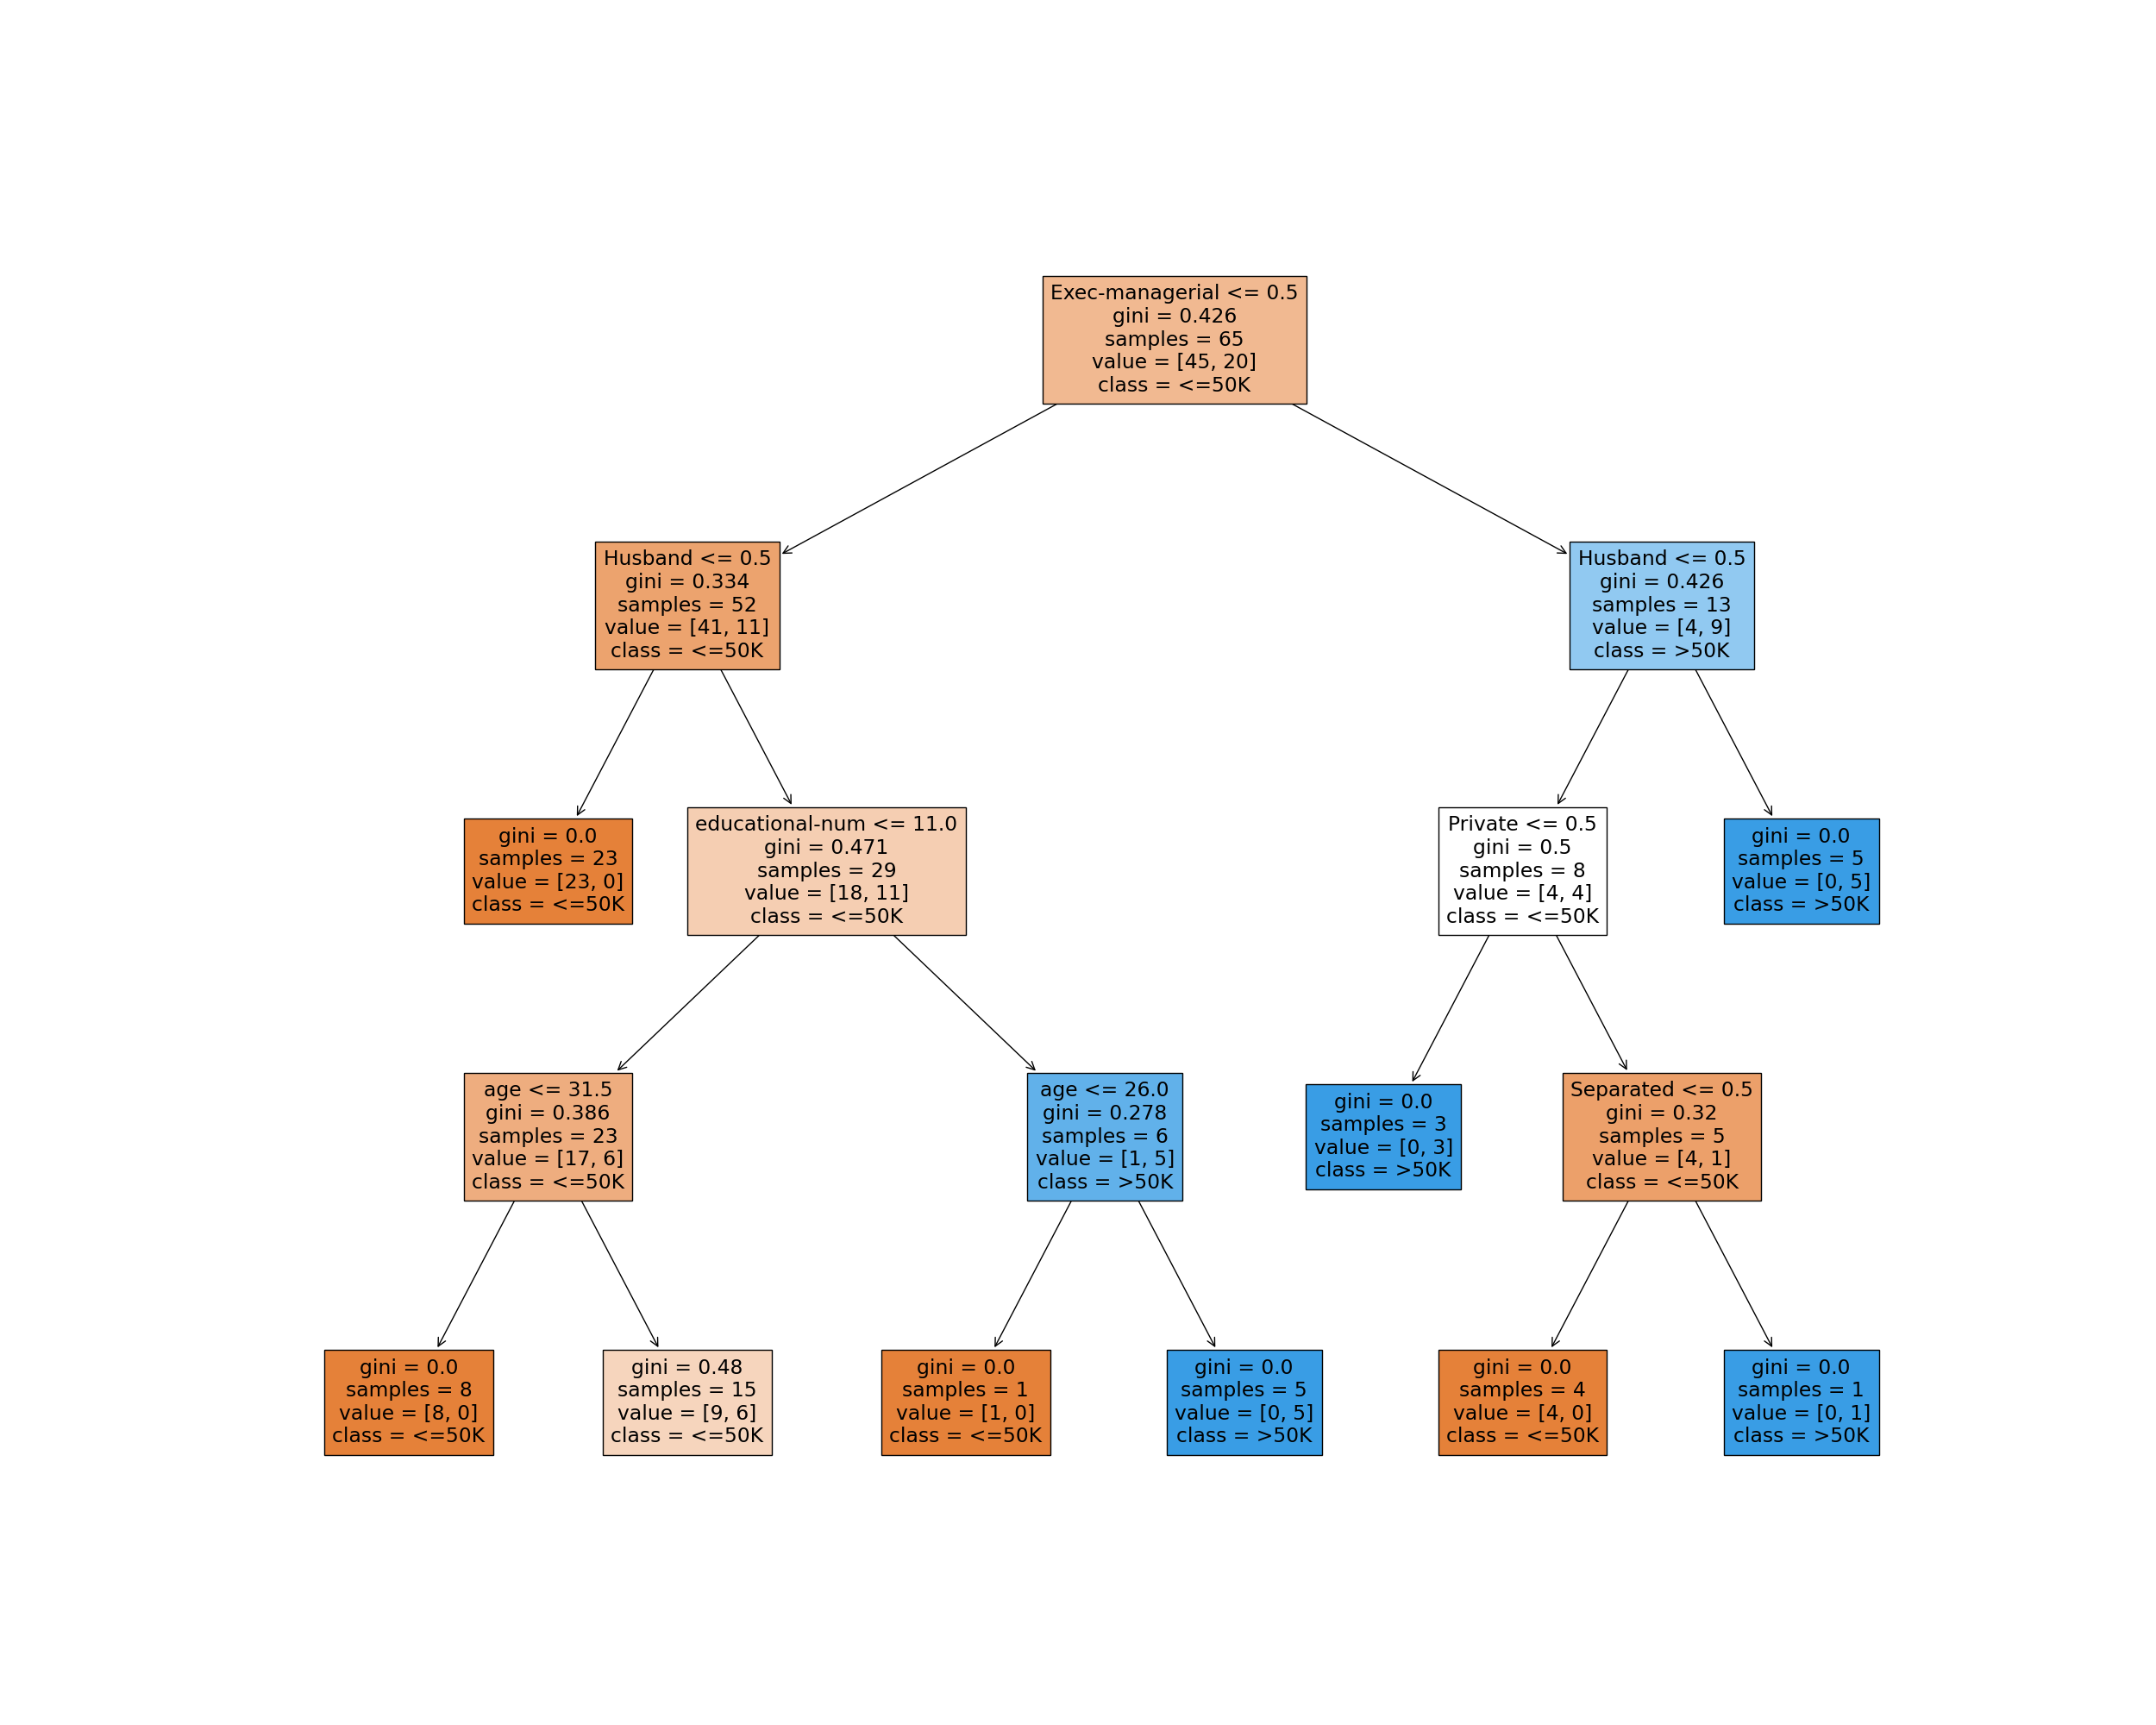 Exec-managerial <= 0.5
gini = 0.426
samples = 65
value = [45, 20]
class = <=50K
Husband <= 0.5
gini = 0.334
samples = 52
value = [41, 11]
class = <=50K
Husband <= 0.5
gini = 0.426
samples = 13
value = [4, 9]
class = >50K
gini = 0.0
samples = 23
value = [23, 0]
class = <=50K
educational-num <= 11.0
gini = 0.471
samples = 29
value = [18, 11]
class = <=50K
Private <= 0.5
gini = 0.5
samples = 8
value = [4, 4]
class = <=50K
gini = 0.0
samples = 5
value = [0, 5]
class = >50K
age <= 31.5
gini = 0.386
samples = 23
value = [17, 6]
class = <=50K
age <= 26.0
gini = 0.278
samples = 6
value = [1, 5]
class = >50K
gini = 0.0
samples = 3
value = [0, 3]
class = >50K
Separated <= 0.5
gini = 0.32
samples = 5
value = [4, 1]
class = <=50K
gini = 0.0
samples = 8
value = [8, 0]
class = <=50K
gini = 0.48
samples = 15
value = [9, 6]
class = <=50K
gini = 0.0
samples = 1
value = [1, 0]
class = <=50K
gini = 0.0
samples = 5
value = [0, 5]
class = >50K
gini = 0.0
samples = 4
value = [4, 0]
class = <=50K
gini = 0.0
samples = 1
value = [0, 1]
class = >50K